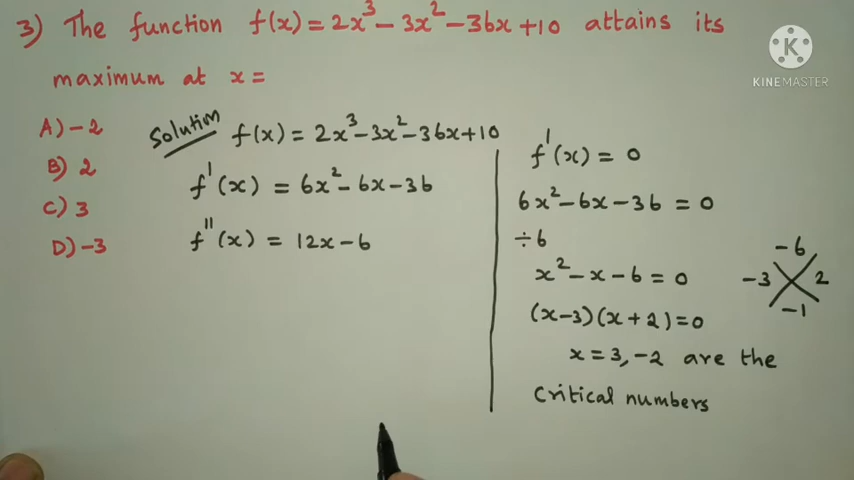 3) The function f(x) = 2x³ - 3x² - 36x + 10 attains its
maximum at x =
A) -2
B) 2
C) 3
D) -3
Solution
f(x) = 2x³ - 3x² - 36x + 10
f'(x) = 6x² - 6x - 36
f''(x) = 12x - 6
f'(x) = 0
6x² - 6x - 36 = 0
÷6
x² - x - 6 = 0
(x-3)(x+2) = 0
x = 3, -2 are the
critical numbers
-6
-3 2
-1
K
KINEMASTER